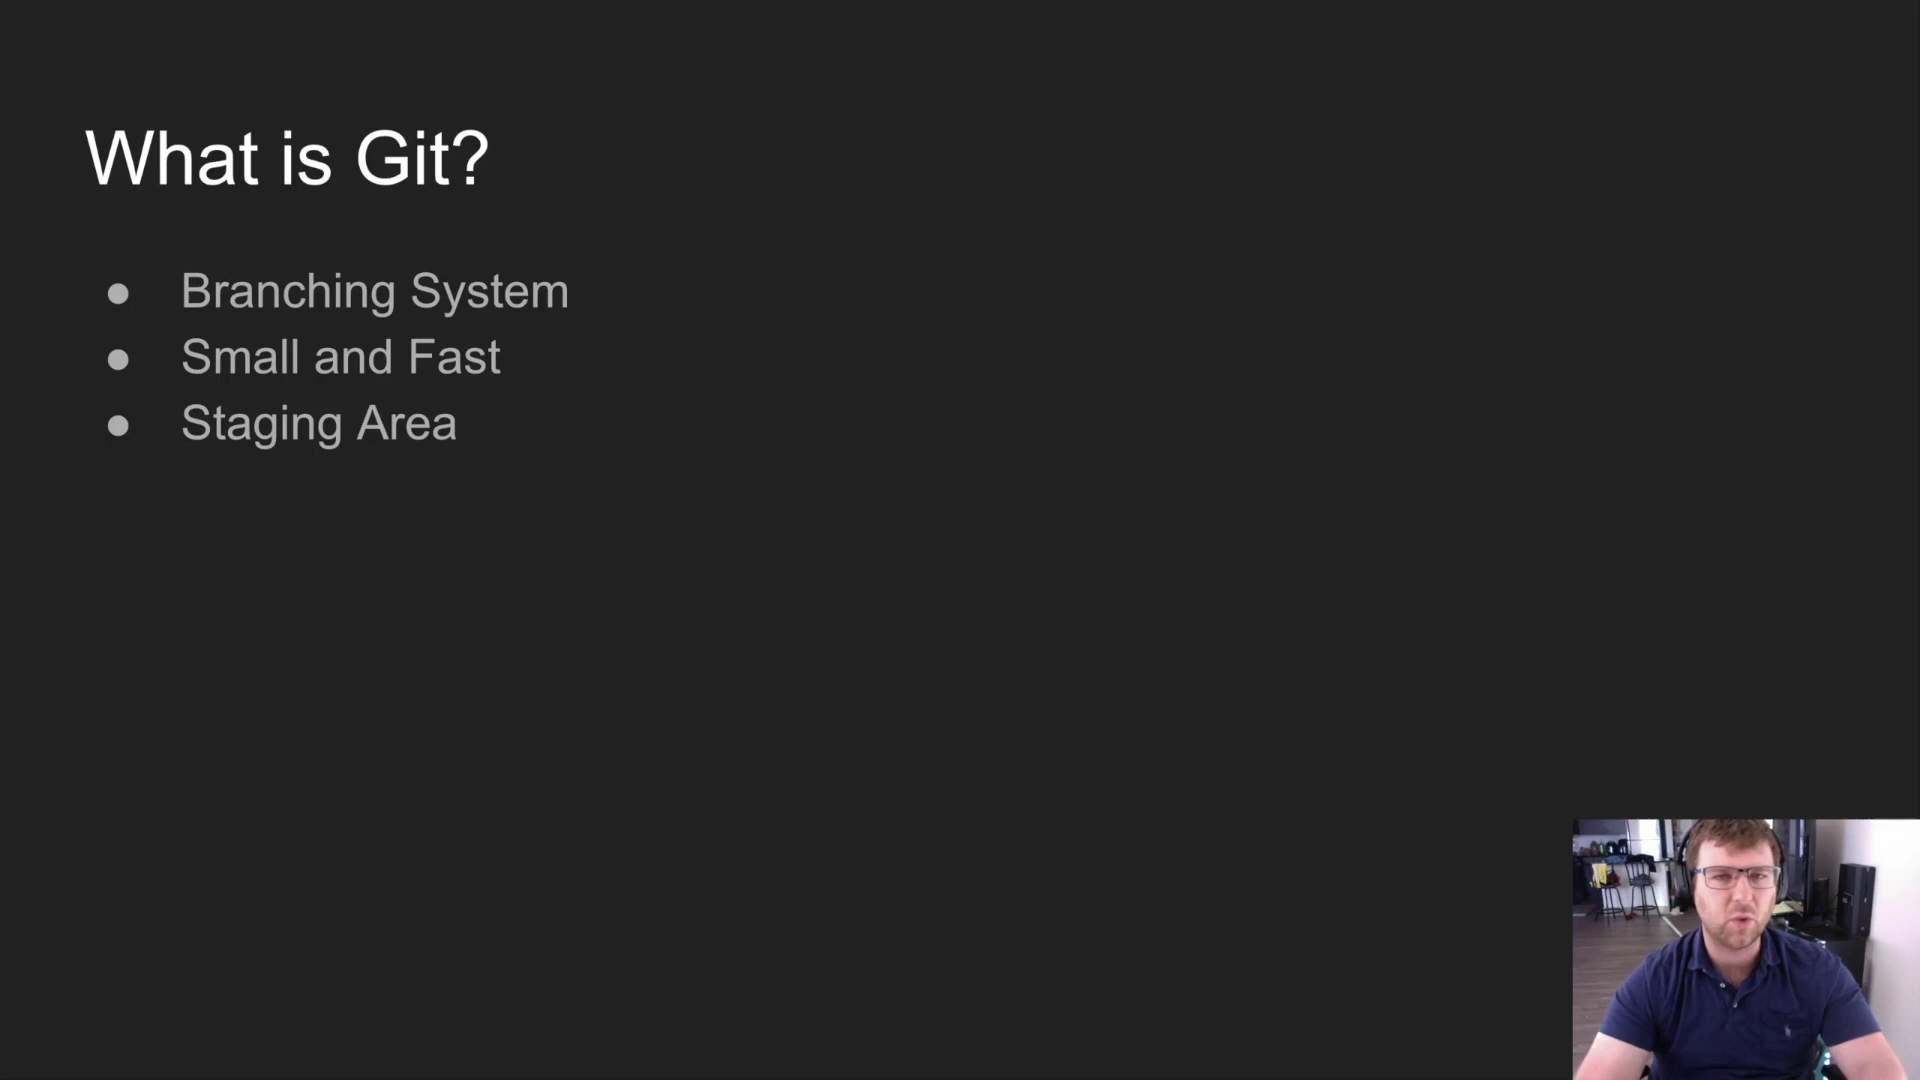 What is Git?
● Branching System
● Small and Fast
● Staging Area